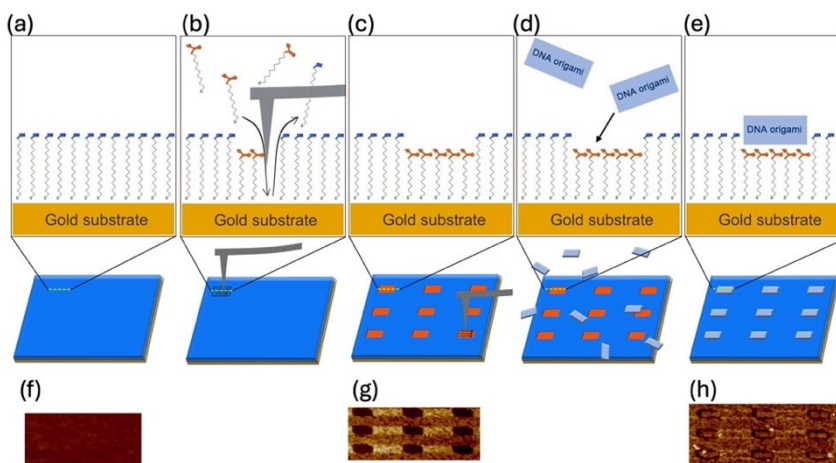 (a)
(b)
(c)
(d)
(e)
DNA origami
DNA origami
DNA origami
Gold substrate
Gold substrate
Gold substrate
Gold substrate
Gold substrate
(f)
(g)
(h)